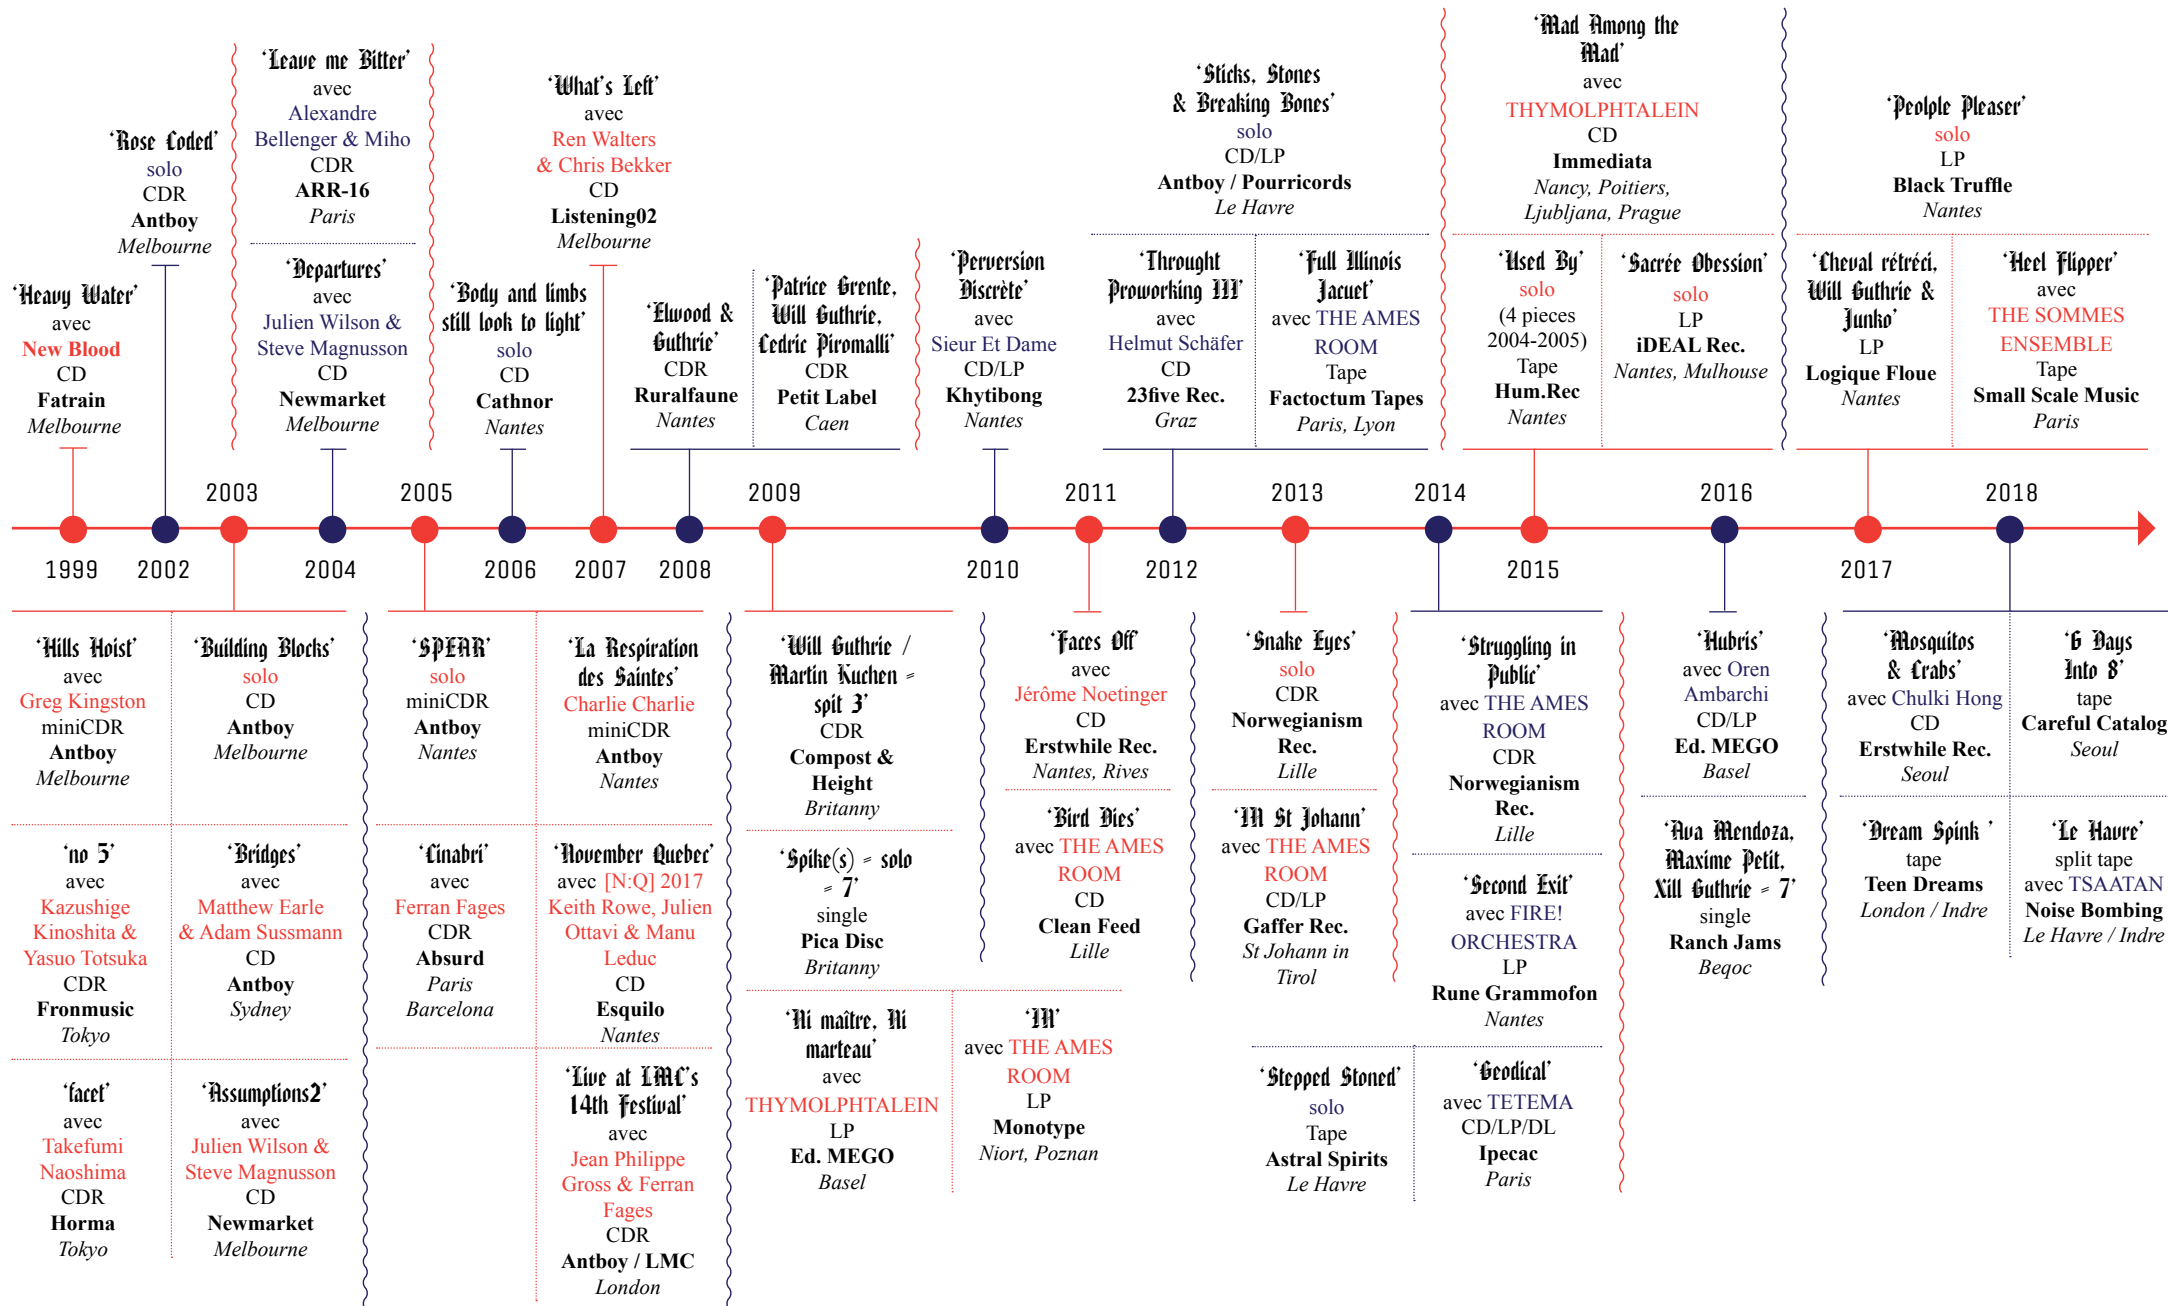 'Heavy Water'
avec
New Blood
CD
Fatrain
Melbourne
'Rose Coded'
solo
CDR
Antboy
Melbourne
'Leave me Bitter'
avec
Alexandre
Bellenger & Miho
CDR
ARR-16
Paris
'Departures'
avec
Julien Wilson &
Steve Magnusson
CD
Newmarket
Melbourne
'Body and limbs
still look to light'
solo
CD
Cathnor
Nantes
'What's Left'
avec
Ren Walters
& Chris Bekker
CD
Listening02
Melbourne
'Elwood &
Guthrie'
CDR
Ruralfaune
Nantes
'Patrice Grente,
Will Guthrie,
Cedric Piromalli'
CDR
Petit Label
Caen
'Perversion
Discrète'
avec
Sieur Et Dame
CD/LP
Khytibong
Nantes
'Sticks, Stones
& Breaking Bones'
solo
CD/LP
Antboy / Pourricords
Le Havre
'Throught
Proworking III'
avec
Helmut Schäfer
CD
23five Rec.
Graz
'Full Illinois
Jacuet'
avec THE AMES
ROOM
Tape
Factoctum Tapes
Paris, Lyon
'Mad Among the
Mad'
avec
THYMOLPHTALEIN
CD
Immediata
Nancy, Poitiers,
Ljubljana, Prague
'Used By'
solo
(4 pieces
2004-2005)
Tape
Hum.Rec
Nantes
'Sacrée Obession'
solo
LP
iDEAL Rec.
Nantes, Mulhouse
'Peolple Pleaser'
solo
LP
Black Truffle
Nantes
'Cheval rétréci,
Will Guthrie &
Junko'
LP
Logique Floue
Nantes
'Heel Flipper'
avec
THE SOMMES
ENSEMBLE
Tape
Small Scale Music
Paris
2003
2005
2009
2011
2013
2014
2016
2018
1999
2002
2004
2006
2007
2008
2010
2012
2015
2017
'Hills Hoist'
avec
Greg Kingston
miniCDR
Antboy
Melbourne
'Building Blocks'
solo
CD
Antboy
Melbourne
'no 5'
avec
Kazushige
Kinoshita &
Yasuo Totsuka
CDR
Fronmusic
Tokyo
'Bridges'
avec
Matthew Earle
& Adam Sussmann
CD
Antboy
Sydney
'facet'
avec
Takefumi
Naoshima
CDR
Horma
Tokyo
'Assumptions2'
avec
Julien Wilson &
Steve Magnusson
CD
Newmarket
Melbourne
'SPEAR'
solo
miniCDR
Antboy
Nantes
'La Respiration
des Saintes'
Charlie Charlie
miniCDR
Antboy
Nantes
'Cinabri'
avec
Ferran Fages
CDR
Absurd
Paris
Barcelona
'November Quebec'
avec [N:Q] 2017
Keith Rowe, Julien
Ottavi & Manu
Leduc
CD
Esquilo
Nantes
'Live at LMC's
14th Festival'
avec
Jean Philippe
Gross & Ferran
Fages
CDR
Antboy / LMC
London
'Will Guthrie /
Martin Kuchen -
spit 3'
CDR
Compost &
Height
Britanny
'Spike(s) - solo
- 7'
single
Pica Disc
Britanny
'Ni maître, Ni
marteau'
avec
THYMOLPHTALEIN
LP
Ed. MEGO
Basel
'IN'
avec THE AMES
ROOM
LP
Monotype
Niort, Poznan
'Faces Off'
avec
Jérôme Noetinger
CD
Erstwhile Rec.
Nantes, Rives
'Bird Dies'
avec THE AMES
ROOM
CD
Clean Feed
Lille
'Snake Eyes'
solo
CDR
Norwegianism
Rec.
Lille
'IN St Johann'
avec THE AMES
ROOM
CD/LP
Gaffer Rec.
St Johann in
Tirol
'Struggling in
Public'
avec THE AMES
ROOM
CDR
Norwegianism
Rec.
Lille
'Second Exit'
avec FIRE!
ORCHESTRA
LP
Rune Grammofon
Nantes
'Stepped Stoned'
solo
Tape
Astral Spirits
Le Havre
'Geodical'
avec TETEMA
CD/LP/DL
Ipecac
Paris
'Hubris'
avec Oren
Ambarchi
CD/LP
Ed. MEGO
Basel
'Ava Mendoza,
Maxime Petit,
Xill Guthrie - 7'
single
Ranch Jams
Beqoc
'Mosquitos
& Crabs'
avec Chulki Hong
CD
Erstwhile Rec.
Seoul
'6 Days
Into 8'
tape
Careful Catalog
Seoul
'Dream Spink '
tape
Teen Dreams
London / Indre
'Le Havre'
split tape
avec TSAATAN
Noise Bombing
Le Havre / Indre